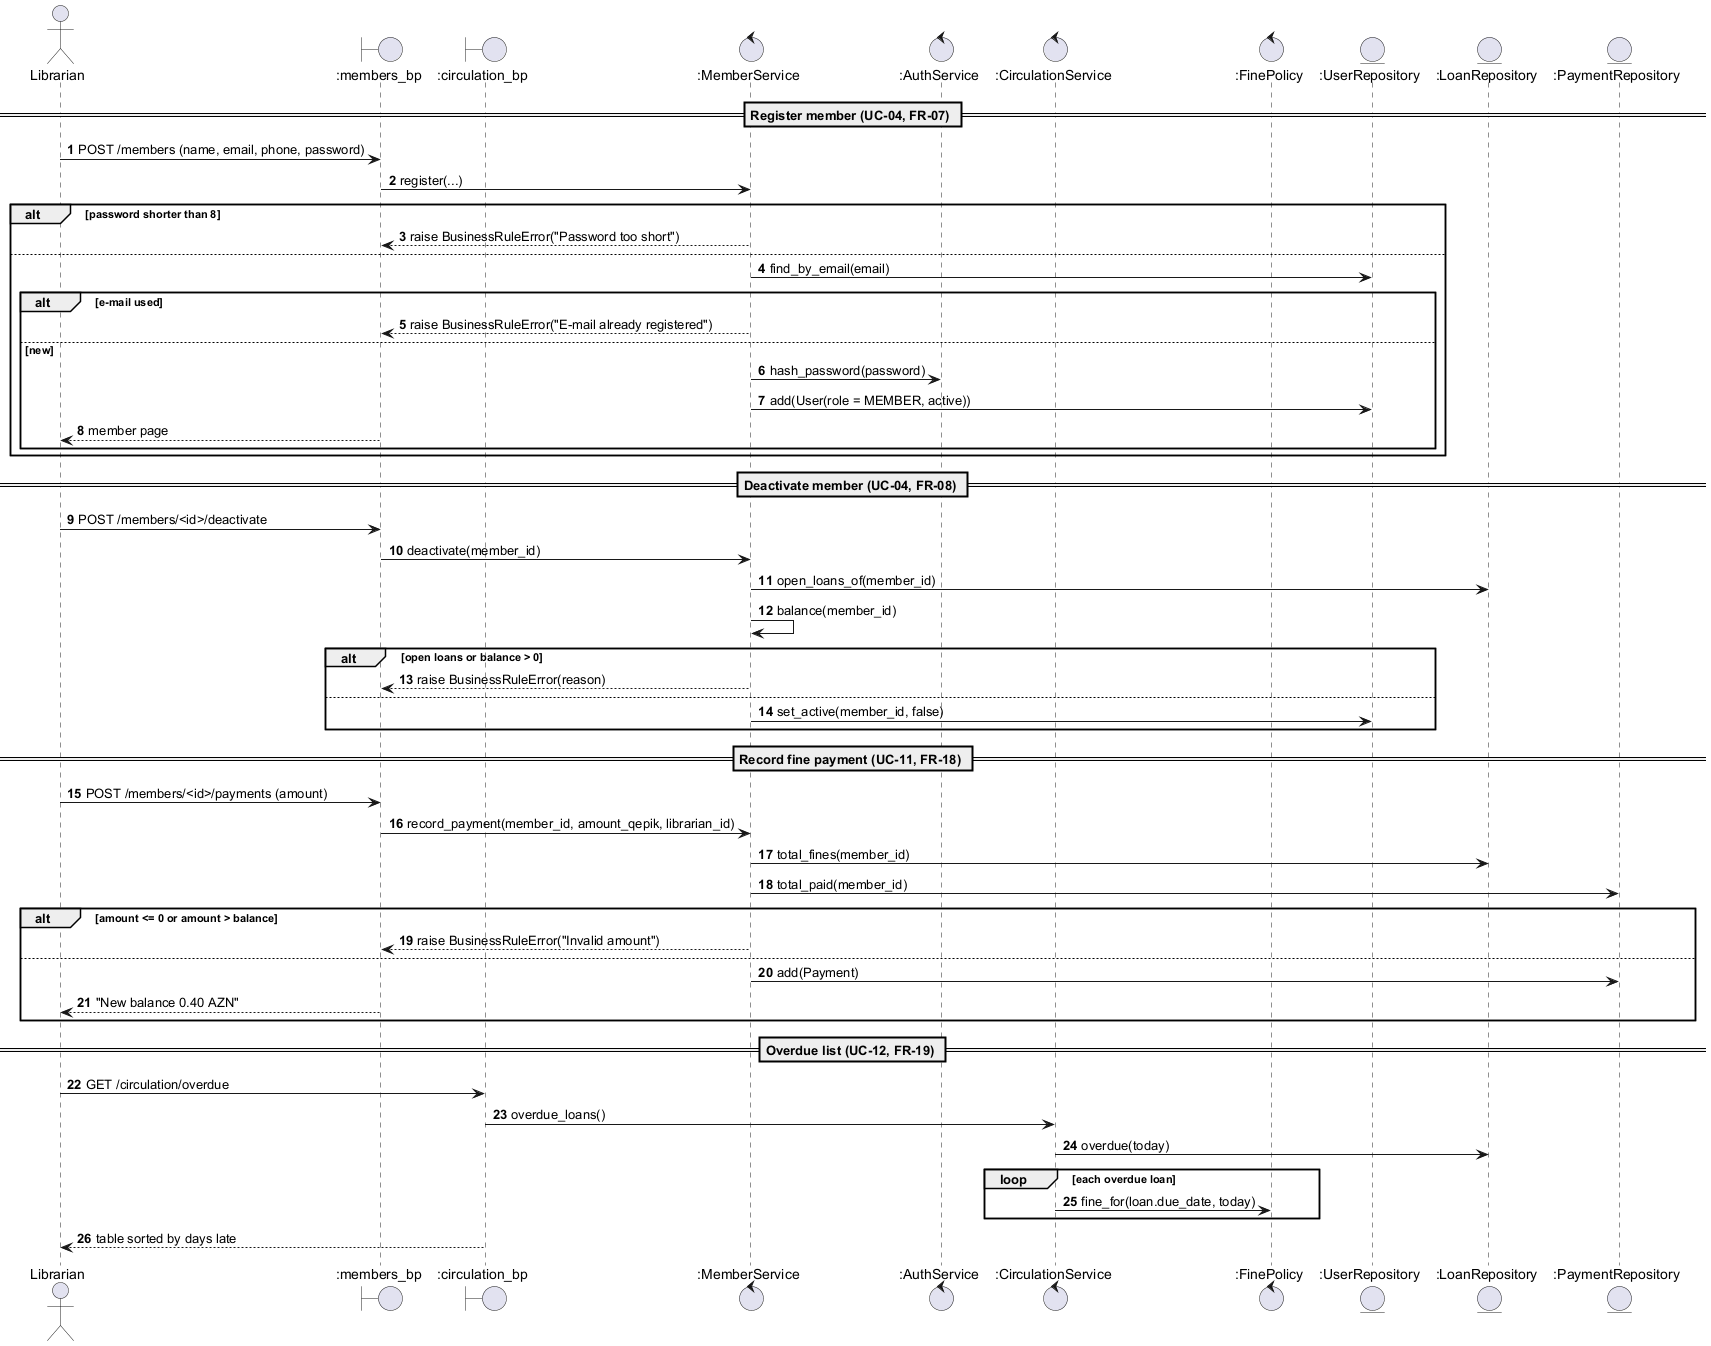 Librarian
:members_bp
:circulation_bp
:MemberService
:AuthService
:CirculationService
:FinePolicy
:UserRepository
:LoanRepository
:PaymentRepository
Register member (UC-04, FR-07)
1 POST /members (name, email, phone, password)
2 register(...)
alt [password shorter than 8]
3 raise BusinessRuleError("Password too short")
4 find_by_email(email)
alt [e-mail used]
5 raise BusinessRuleError("E-mail already registered")
[new]
6 hash_password(password)
7 add(User(role = MEMBER, active))
8 member page
Deactivate member (UC-04, FR-08)
9 POST /members/<id>/deactivate
10 deactivate(member_id)
11 open_loans_of(member_id)
12 balance(member_id)
alt [open loans or balance > 0]
13 raise BusinessRuleError(reason)
14 set_active(member_id, false)
Record fine payment (UC-11, FR-18)
15 POST /members/<id>/payments (amount)
16 record_payment(member_id, amount_qepik, librarian_id)
17 total_fines(member_id)
18 total_paid(member_id)
alt [amount <= 0 or amount > balance]
19 raise BusinessRuleError("Invalid amount")
20 add(Payment)
21 "New balance 0.40 AZN"
Overdue list (UC-12, FR-19)
22 GET /circulation/overdue
23 overdue_loans()
24 overdue(today)
loop [each overdue loan]
25 fine_for(loan.due_date, today)
26 table sorted by days late
Librarian
:members_bp
:circulation_bp
:MemberService
:AuthService
:CirculationService
:FinePolicy
:UserRepository
:LoanRepository
:PaymentRepository